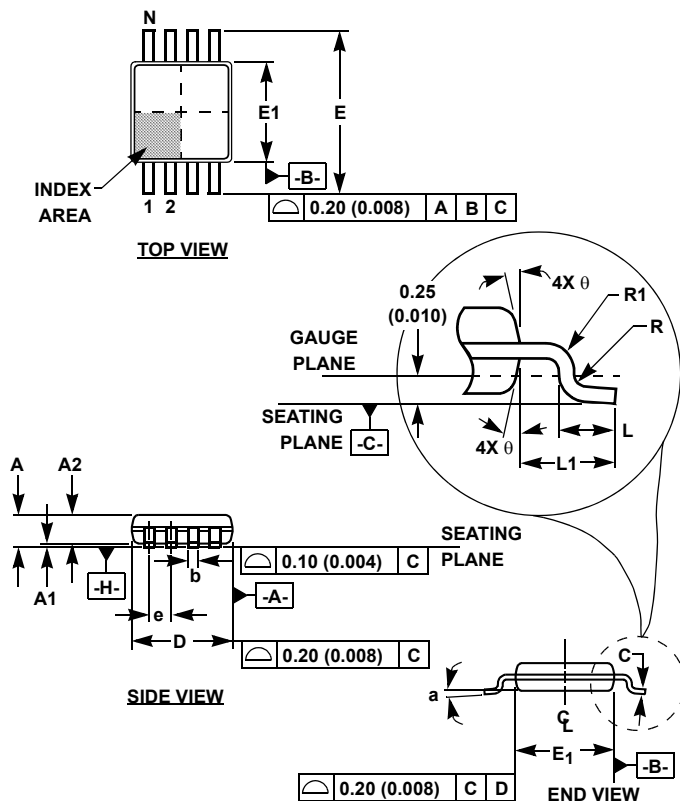 N
E1
E
-B-
INDEX
AREA
1 2
⌓ 0.20 (0.008) A B C
TOP VIEW
0.25
(0.010)
4X θ
R1
R
GAUGE
PLANE
SEATING
PLANE
-C-
4X θ
L
L1
A
A2
SEATING
PLANE
A1
-H-
b
⌓ 0.10 (0.004) C
-A-
e
D
⌓ 0.20 (0.008) C
SIDE VIEW
C
a
CL
E1
-B-
⌓ 0.20 (0.008) C D
END VIEW